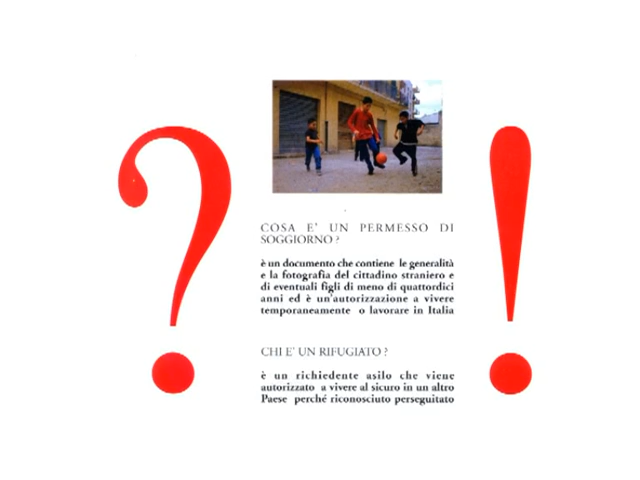 ?
!
COSA E' UN PERMESSO DI
SOGGIORNO ?
è un documento che contiene le generalità
e la fotografia del cittadino straniero e
di eventuali figli di meno di quattordici
anni ed è un'autorizzazione a vivere
temporaneamente o lavorare in Italia
CHI E' UN RIFUGIATO ?
è un richiedente asilo che viene
autorizzato a vivere al sicuro in un altro
Paese perché riconosciuto perseguitato